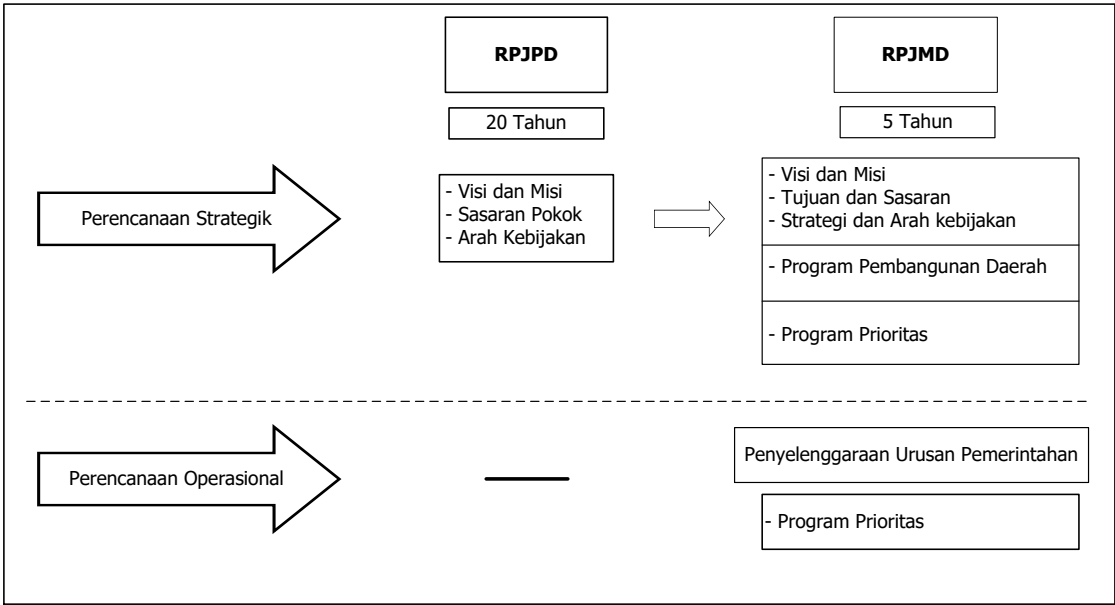 RPJPD
RPJMD
20 Tahun
5 Tahun
Perencanaan Strategik
- Visi dan Misi
- Sasaran Pokok
- Arah Kebijakan
- Visi dan Misi
- Tujuan dan Sasaran
- Strategi dan Arah kebijakan
- Program Pembangunan Daerah
- Program Prioritas
Perencanaan Operasional
Penyelenggaraan Urusan Pemerintahan
- Program Prioritas